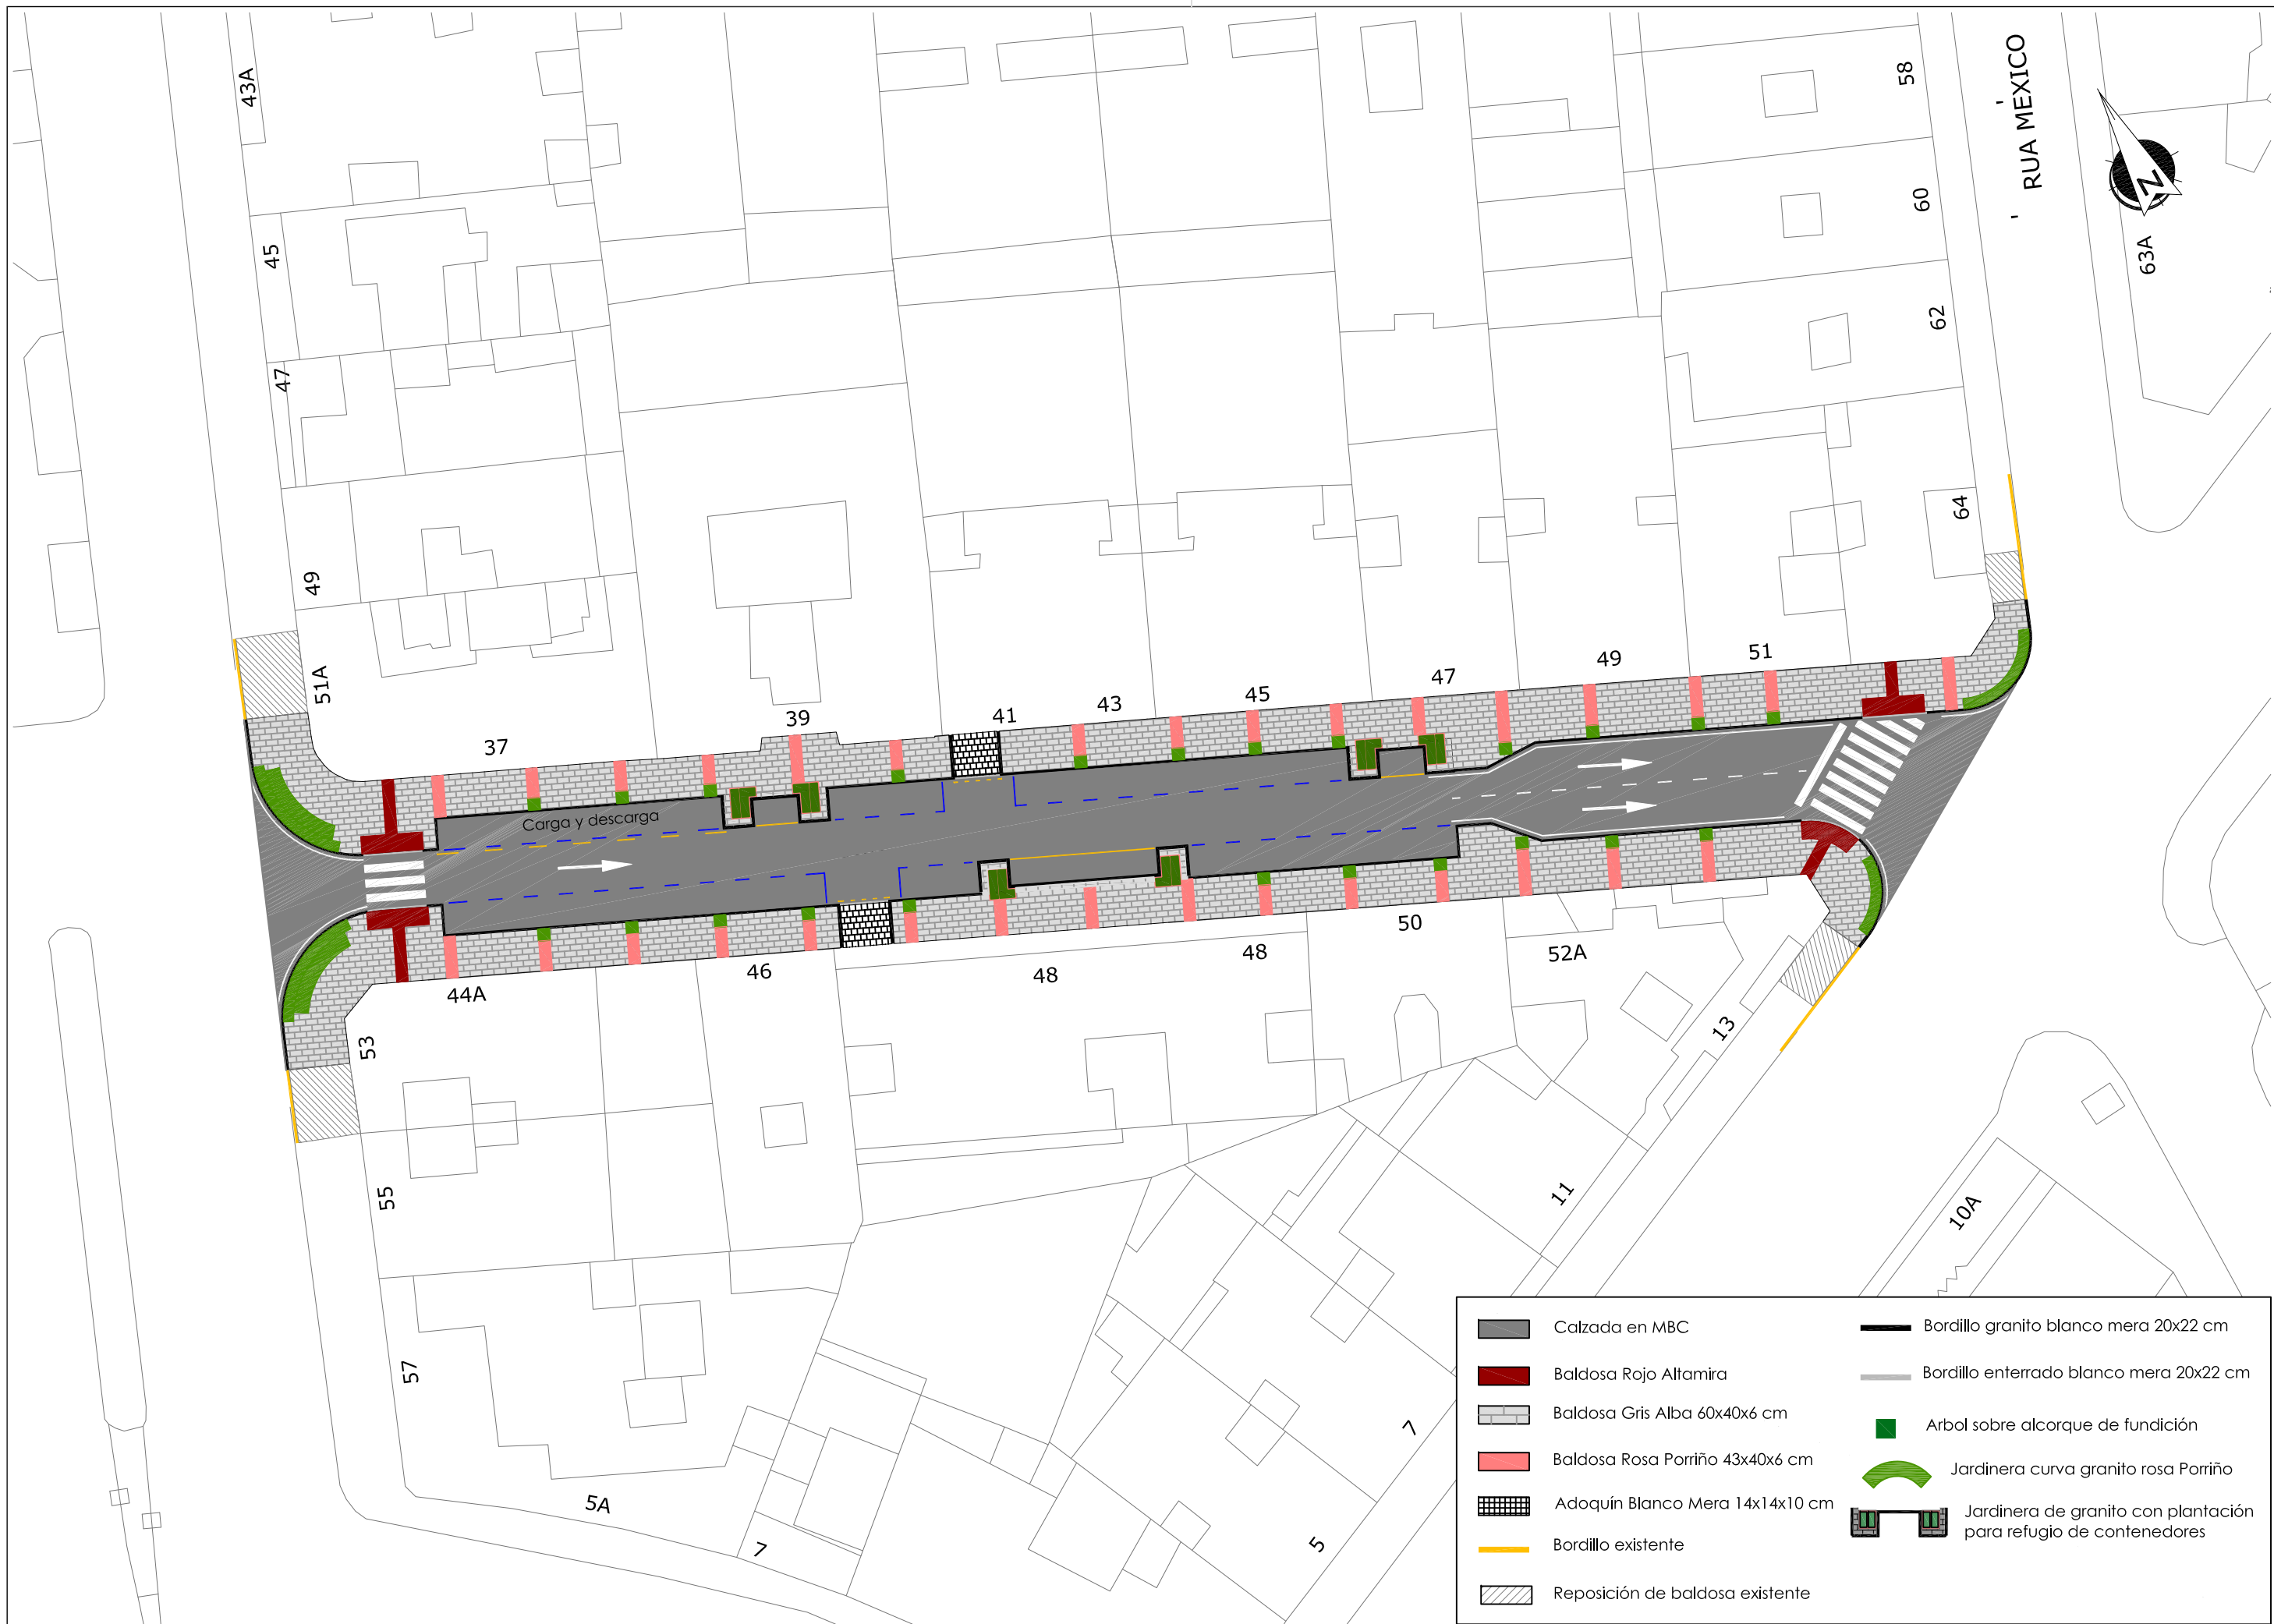 43A
45
47
49
51A
37
39
41
43
45
47
49
51
58
60
62
64
RUA MÉXICO
N
63A
Carga y descarga
44A
46
48
48
50
52A
53
55
57
5A
7
5
7
11
13
10A
Calzada en MBC
Baldosa Rojo Altamira
Baldosa Gris Alba 60x40x6 cm
Baldosa Rosa Porriño 43x40x6 cm
Adoquín Blanco Mera 14x14x10 cm
Bordillo existente
Reposición de baldosa existente
Bordillo granito blanco mera 20x22 cm
Bordillo enterrado blanco mera 20x22 cm
Arbol sobre alcorque de fundición
Jardinera curva granito rosa Porriño
Jardinera de granito con plantación
para refugio de contenedores